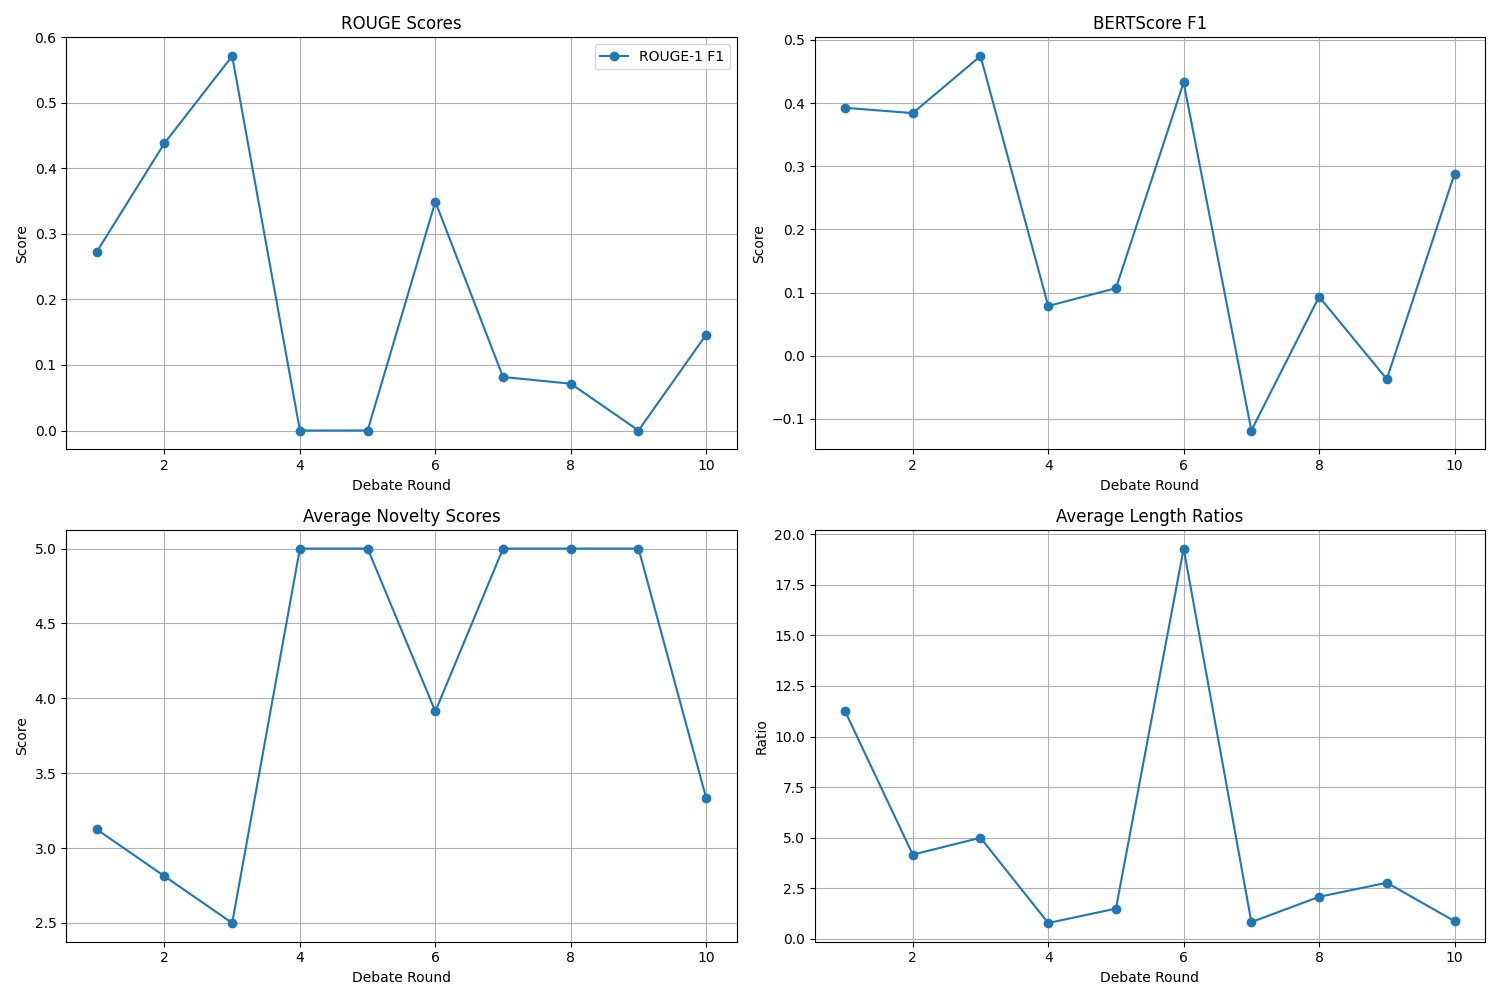 ROUGE Scores
ROUGE-1 F1
0.6
0.5
0.4
0.3
0.2
0.1
0.0
Score
2 4 6 8 10
Debate Round
BERTScore F1
0.5
0.4
0.3
0.2
0.1
0.0
−0.1
Score
2 4 6 8 10
Debate Round
Average Novelty Scores
5.0
4.5
4.0
3.5
3.0
2.5
Score
2 4 6 8 10
Debate Round
Average Length Ratios
20.0
17.5
15.0
12.5
10.0
7.5
5.0
2.5
0.0
Ratio
2 4 6 8 10
Debate Round